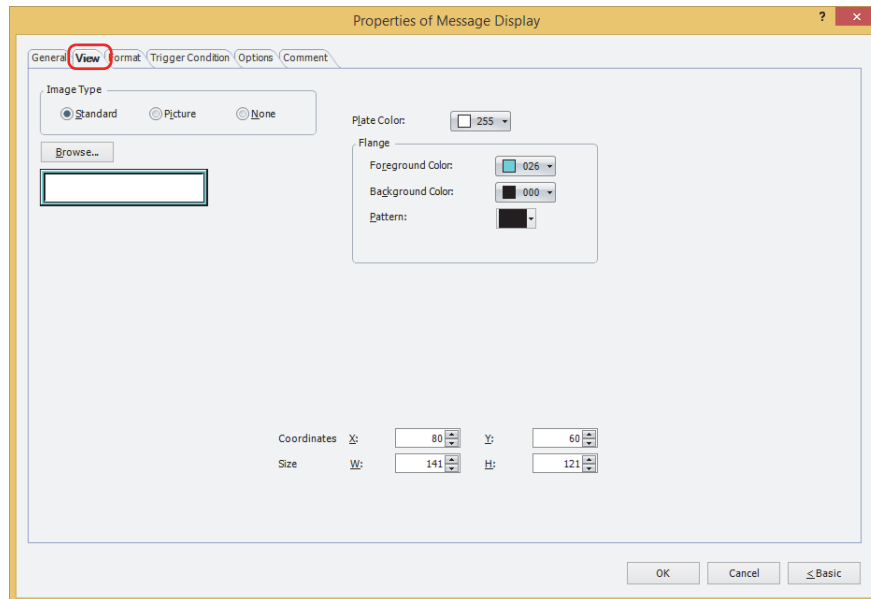 Properties of Message Display
? ×
General View Format Trigger Condition Options Comment
Image Type
Standard Picture None
Plate Color: 255
Browse...
Flange
Foreground Color: 026
Background Color: 000
Pattern:
Coordinates X: 80 Y: 60
Size W: 141 H: 121
OK Cancel < Basic